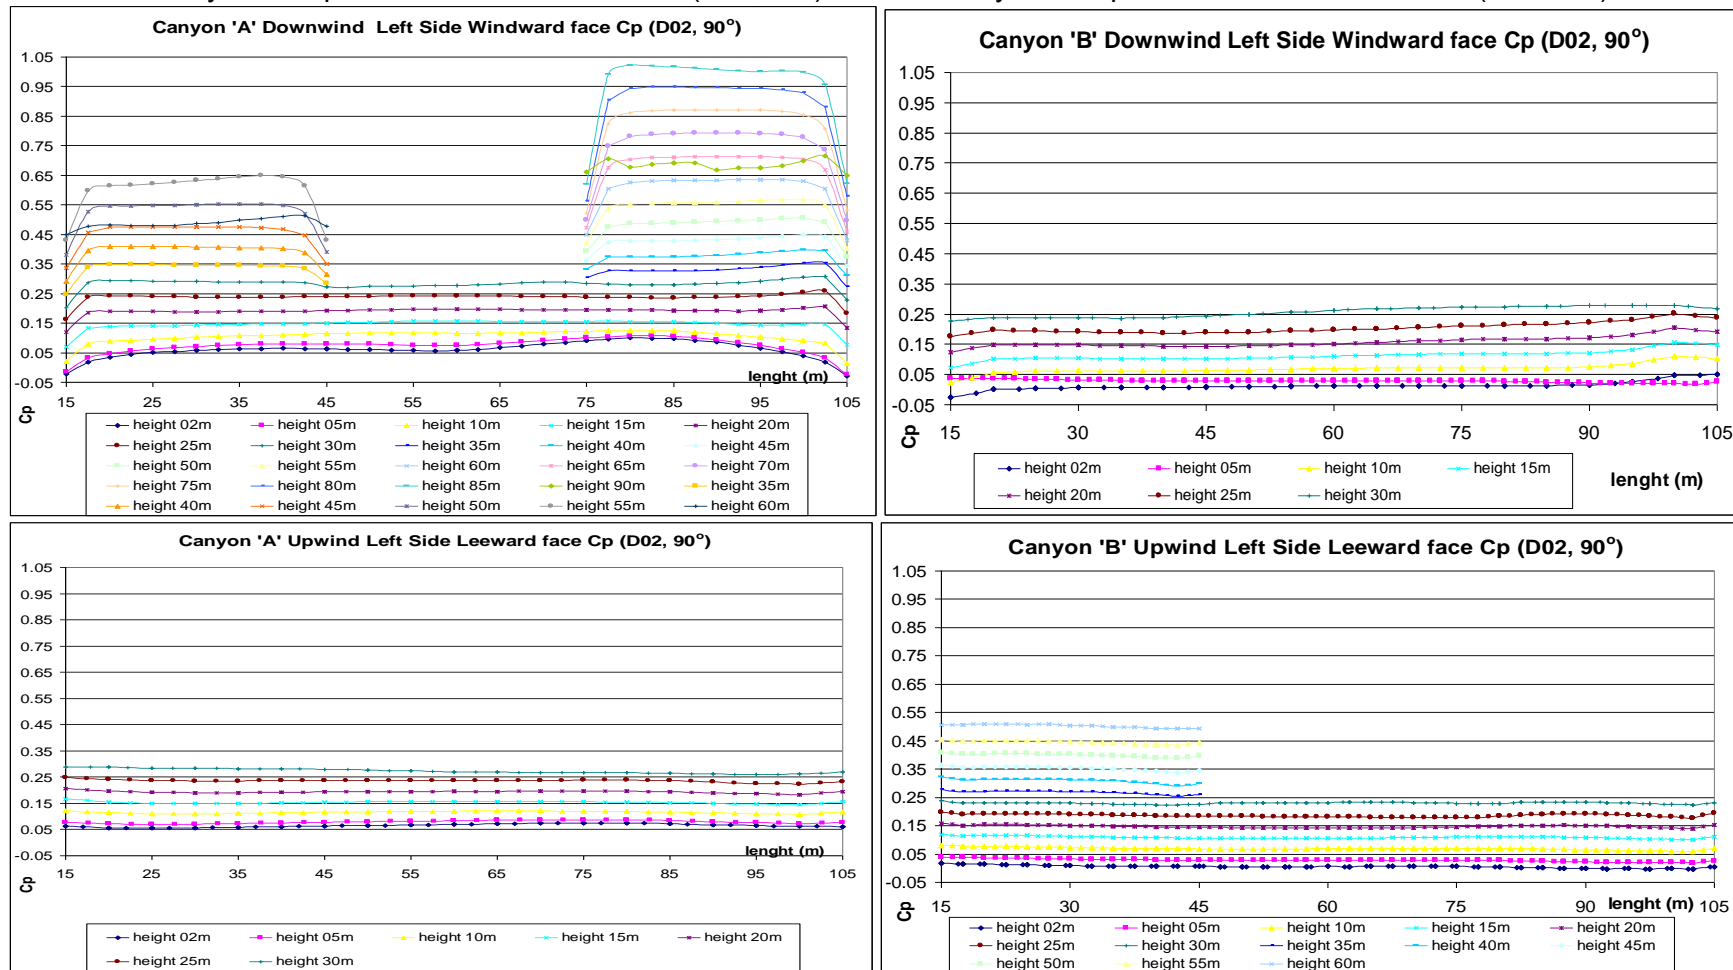 Canyon 'A' Downwind Left Side Windward face Cp (D02, 90°)
1.05
0.95
0.85
0.75
0.65
0.55
0.45
0.35
0.25
0.15
0.05
-0.05
lenght (m)
15 25 35 45 55 65 75 85 95 105
Cp
height 02m height 05m height 10m height 15m height 20m
height 25m height 30m height 35m height 40m height 45m
height 50m height 55m height 60m height 65m height 70m
height 75m height 80m height 85m height 90m height 35m
height 40m height 45m height 50m height 55m height 60m
Canyon 'B' Downwind Left Side Windward face Cp (D02, 90°)
1.05
0.95
0.85
0.75
0.65
0.55
0.45
0.35
0.25
0.15
0.05
-0.05
15 30 45 60 75 90 105
Cp
height 02m height 05m height 10m height 15m
height 20m height 25m height 30m
lenght (m)
Canyon 'A' Upwind Left Side Leeward face Cp (D02, 90°)
1.05
0.95
0.85
0.75
0.65
0.55
0.45
0.35
0.25
0.15
0.05
-0.05
lenght (m)
15 25 35 45 55 65 75 85 95 105
Cp
height 02m height 05m height 10m height 15m height 20m
height 25m height 30m
Canyon 'B' Upwind Left Side Leeward face Cp (D02, 90°)
1.05
0.95
0.85
0.75
0.65
0.55
0.45
0.35
0.25
0.15
0.05
-0.05
15 30 45 60 75 90 lenght (m) 105
Cp
height 02m height 05m height 10m height 15m height 20m
height 25m height 30m height 35m height 40m height 45m
height 50m height 55m height 60m